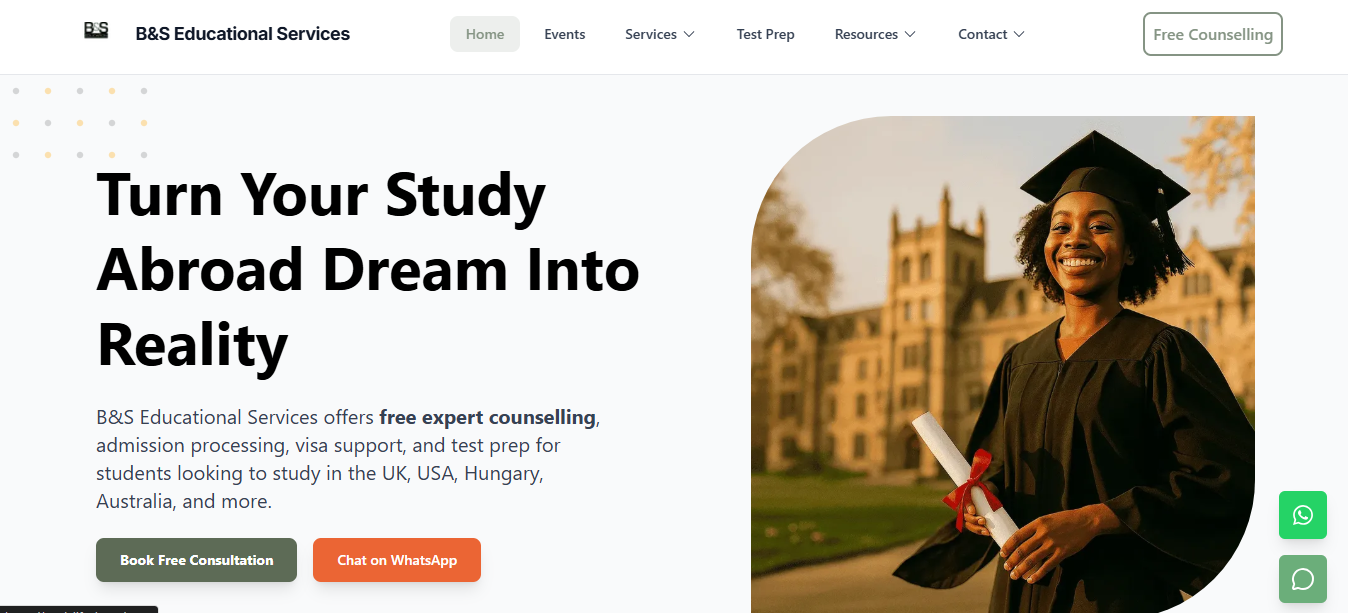 B&S
B&S Educational Services
Home
Events
Services
Test Prep
Resources
Contact
Free Counselling
Turn Your Study
Abroad Dream Into
Reality
B&S Educational Services offers free expert counselling,
admission processing, visa support, and test prep for
students looking to study in the UK, USA, Hungary,
Australia, and more.
Book Free Consultation
Chat on WhatsApp